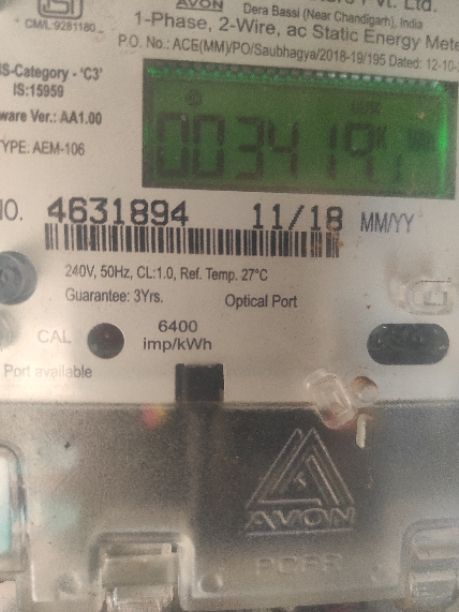 AVON
Dera Bassi (Near Chandigarh), India
CM/L:9281180
1-Phase, 2-Wire, ac Static Energy Mete
P.O. No.: ACE(MM)/PO/Saubhagya/2018-19/195 Dated: 12-10-
IS-Category - 'C3'
IS:15959
ware Ver.: AA1.00
TYPE: AEM-106
003419
NO. 4631894 11/18 MM/YY
240V, 50Hz, CL:1.0, Ref. Temp. 27°C
Guarantee: 3Yrs. Optical Port
CAL 6400
imp/kWh
Port available
AVON